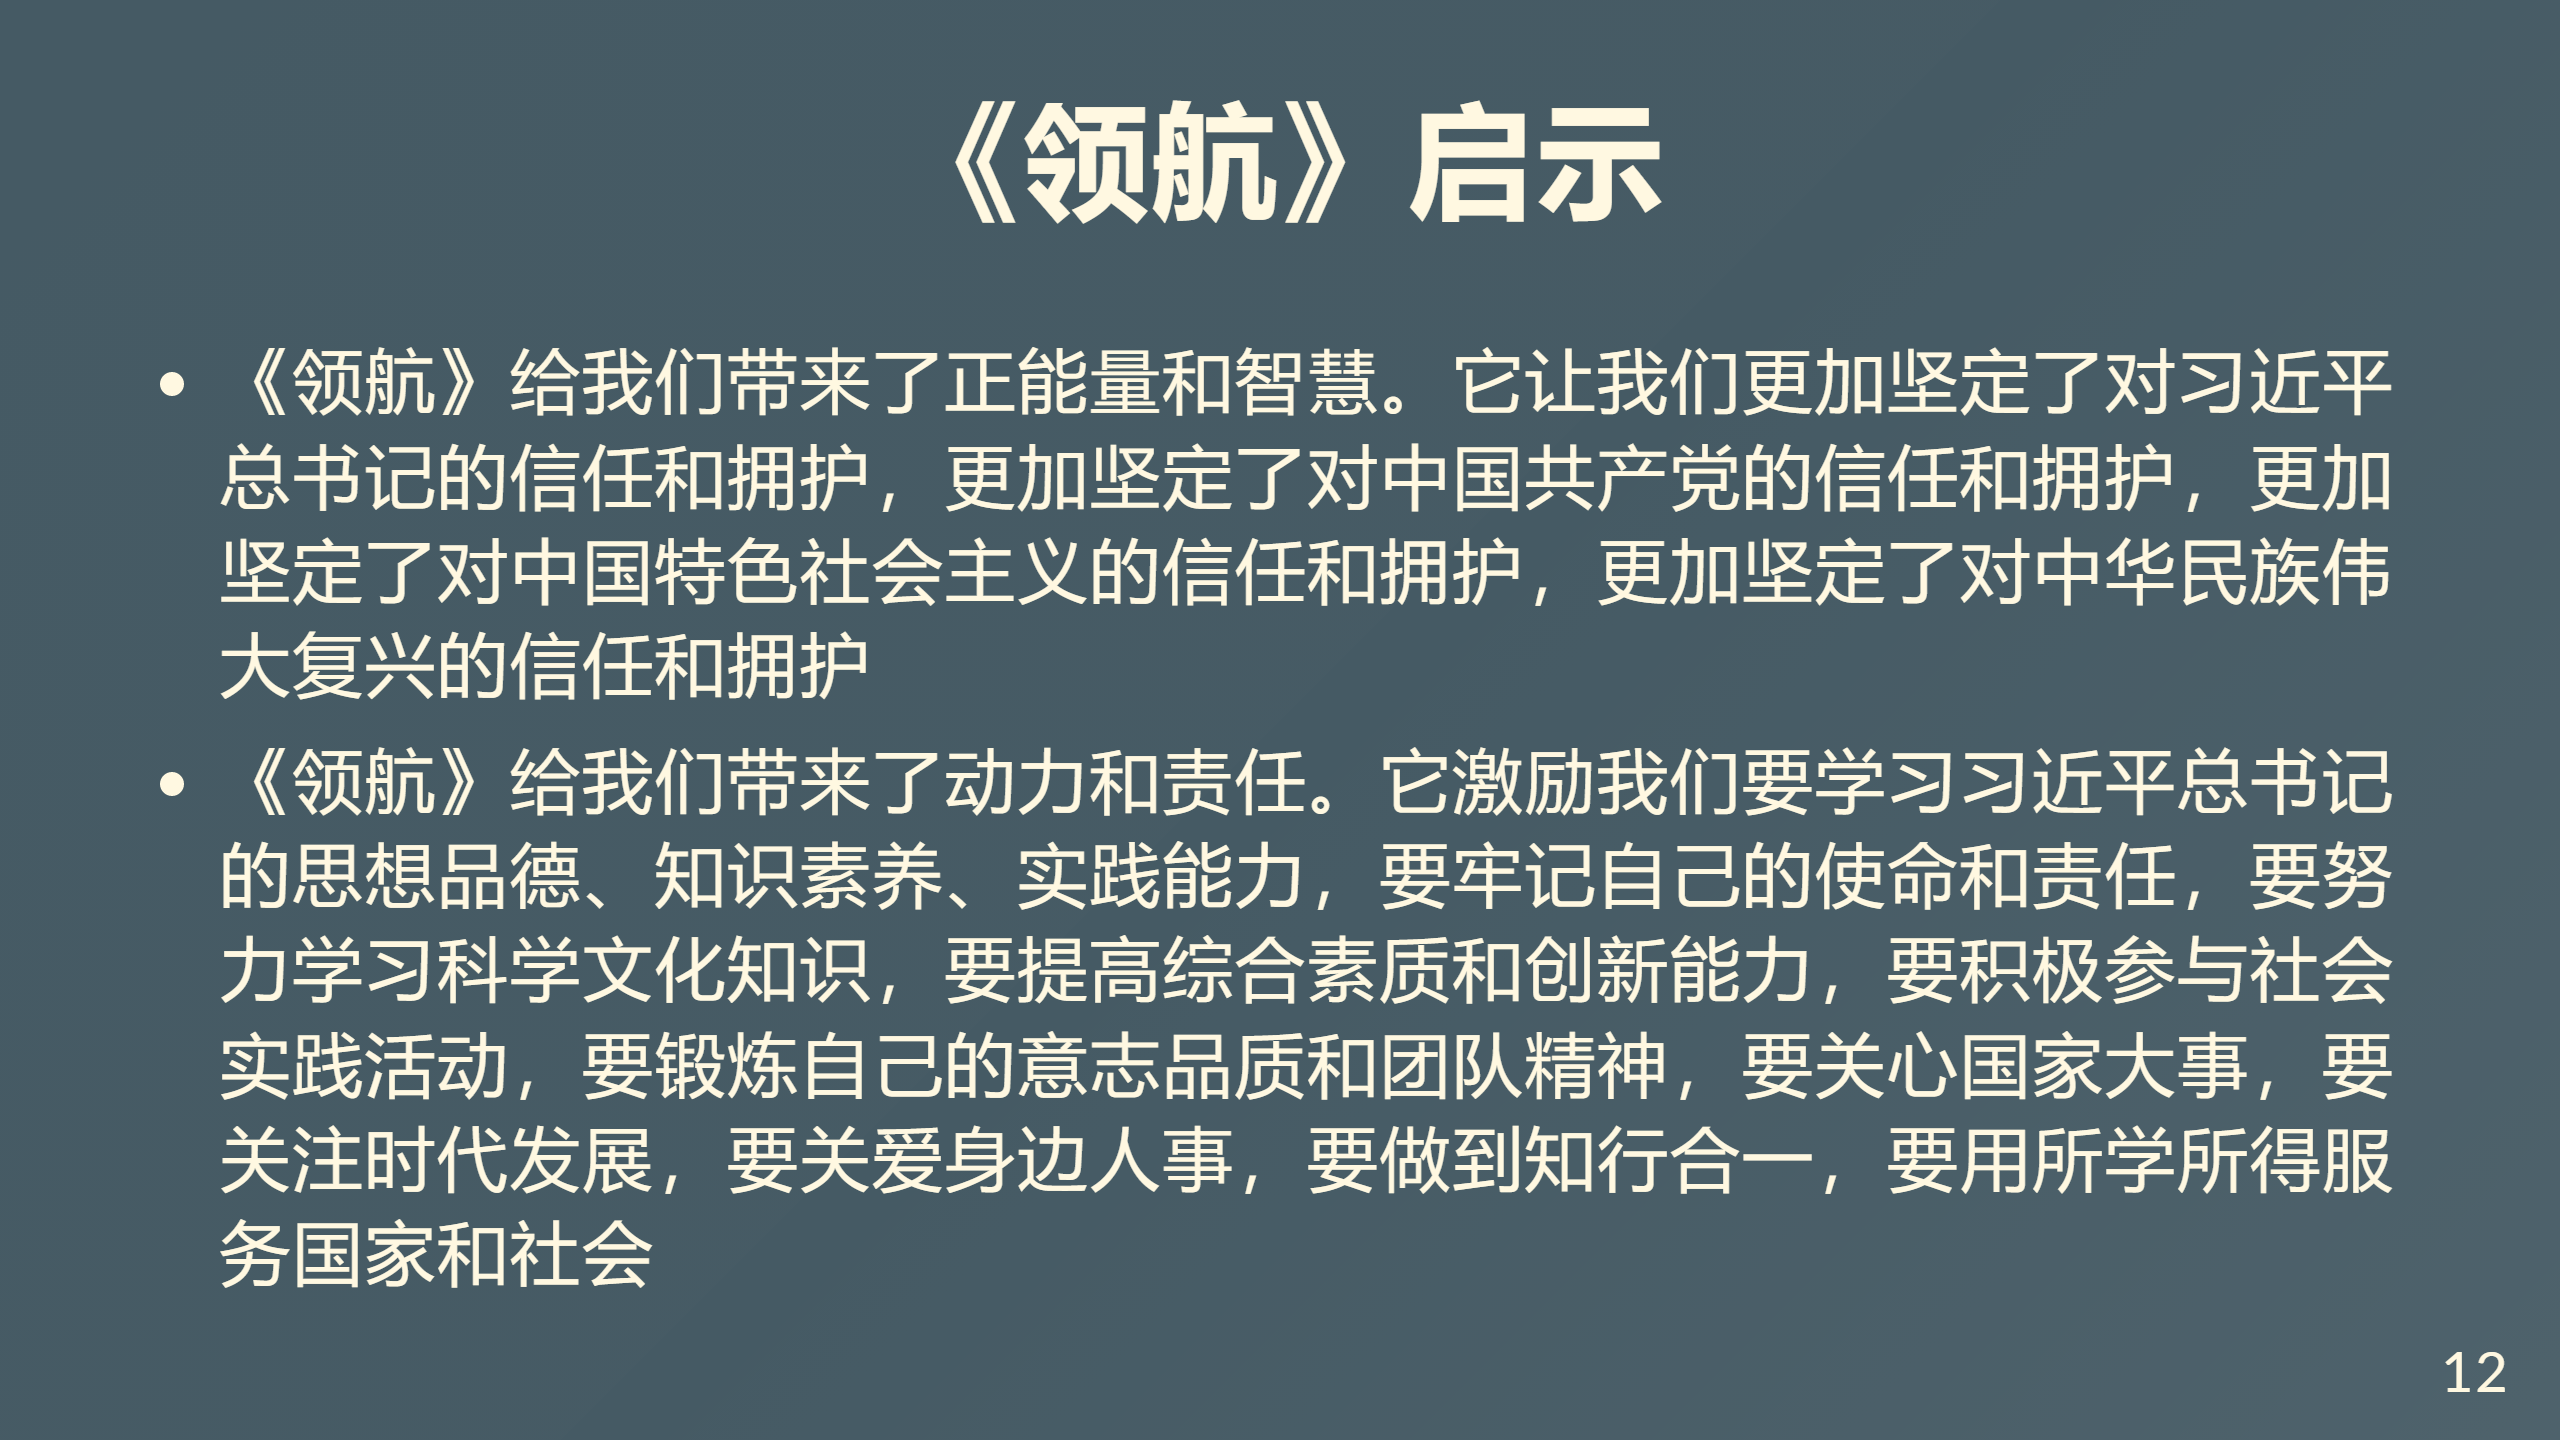 《领航》启示
• 《领航》给我们带来了正能量和智慧。它让我们更加坚定了对习近平
总书记的信任和拥护，更加坚定了对中国共产党的信任和拥护，更加
坚定了对中国特色社会主义的信任和拥护，更加坚定了对中华民族伟
大复兴的信任和拥护
• 《领航》给我们带来了动力和责任。它激励我们要学习习近平总书记
的思想品德、知识素养、实践能力，要牢记自己的使命和责任，要努
力学习科学文化知识，要提高综合素质和创新能力，要积极参与社会
实践活动，要锻炼自己的意志品质和团队精神，要关心国家大事，要
关注时代发展，要关爱身边人事，要做到知行合一，要用所学所得服
务国家和社会
12